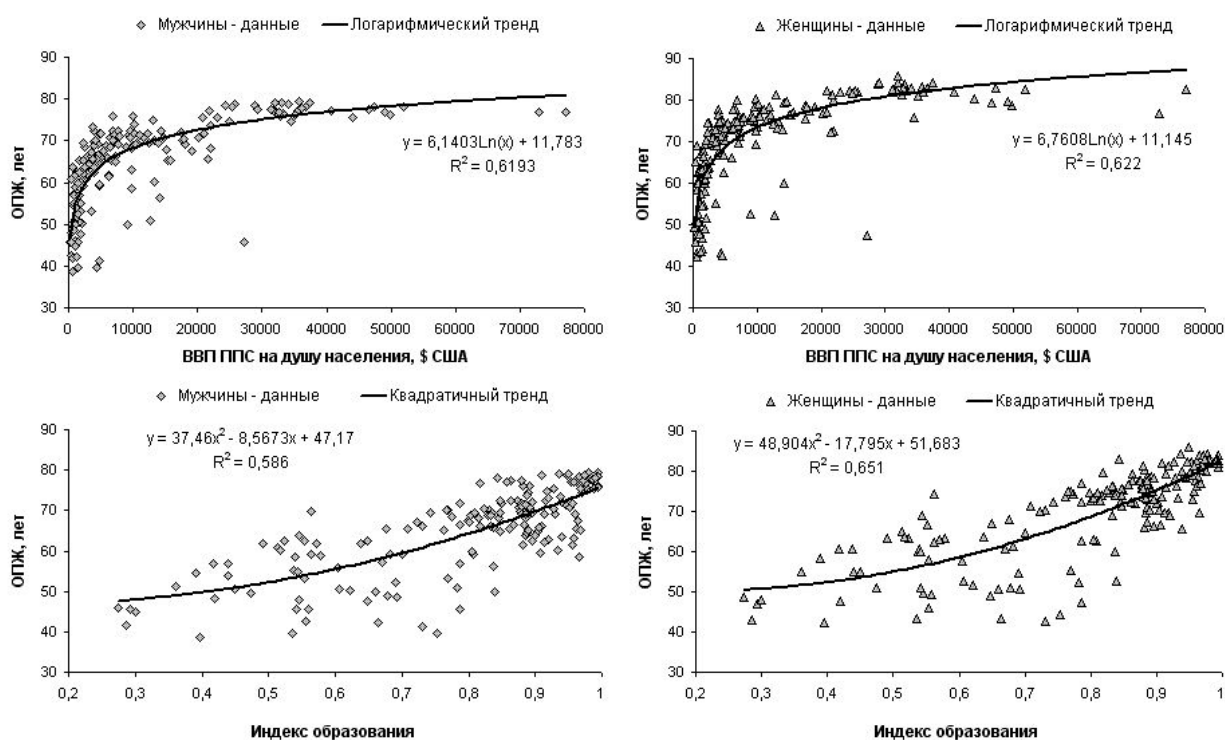 Мужчины - данные Логарифмический тренд
90
80
70
60
50
40
30
ОПЖ, лет
y = 6,1403Ln(x) + 11,783
R² = 0,6193
0 10000 20000 30000 40000 50000 60000 70000 80000
ВВП ППС на душу населения, $ США
Женщины - данные Логарифмический тренд
90
80
70
60
50
40
30
ОПЖ, лет
y = 6,7608Ln(x) + 11,145
R² = 0,622
0 10000 20000 30000 40000 50000 60000 70000 80000
ВВП ППС на душу населения, $ США
Мужчины - данные Квадратичный тренд
y = 37,46x² - 8,5673x + 47,17
R² = 0,586
90
80
70
60
50
40
30
ОПЖ, лет
0,2 0,3 0,4 0,5 0,6 0,7 0,8 0,9 1
Индекс образования
Женщины - данные Квадратичный тренд
y = 48,904x² - 17,795x + 51,683
R² = 0,651
90
80
70
60
50
40
30
ОПЖ, лет
0,2 0,3 0,4 0,5 0,6 0,7 0,8 0,9 1
Индекс образования